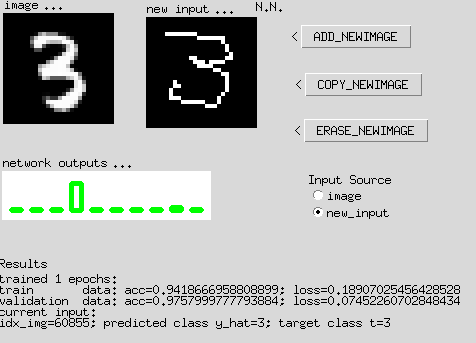 image ...
new input ...
N.N.
3
3
< ADD_NEWIMAGE
< COPY_NEWIMAGE
< ERASE_NEWIMAGE
network outputs ...
Input Source
image
new_input
Results
trained 1 epochs:
train      data: acc=0.9418666958808899; loss=0.18907025456428528
validation data: acc=0.9757999777793884; loss=0.07452260702848434
current input:
idx_img=60855; predicted class y_hat=3; target class t=3